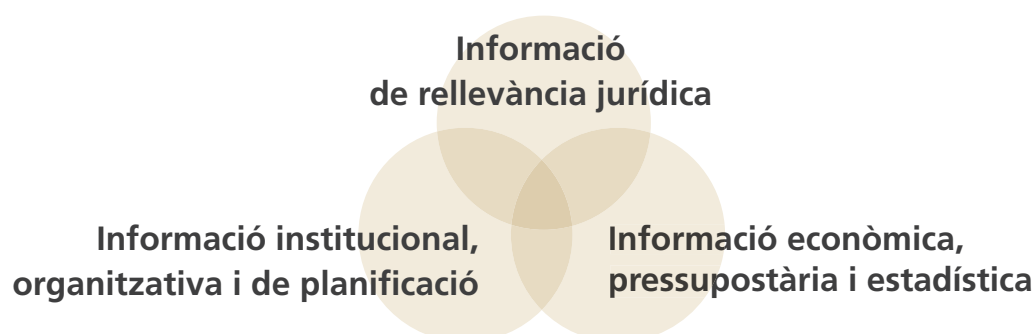 Informació
de rellevància jurídica
Informació institucional,
organitzativa i de planificació
Informació econòmica,
pressupostària i estadística